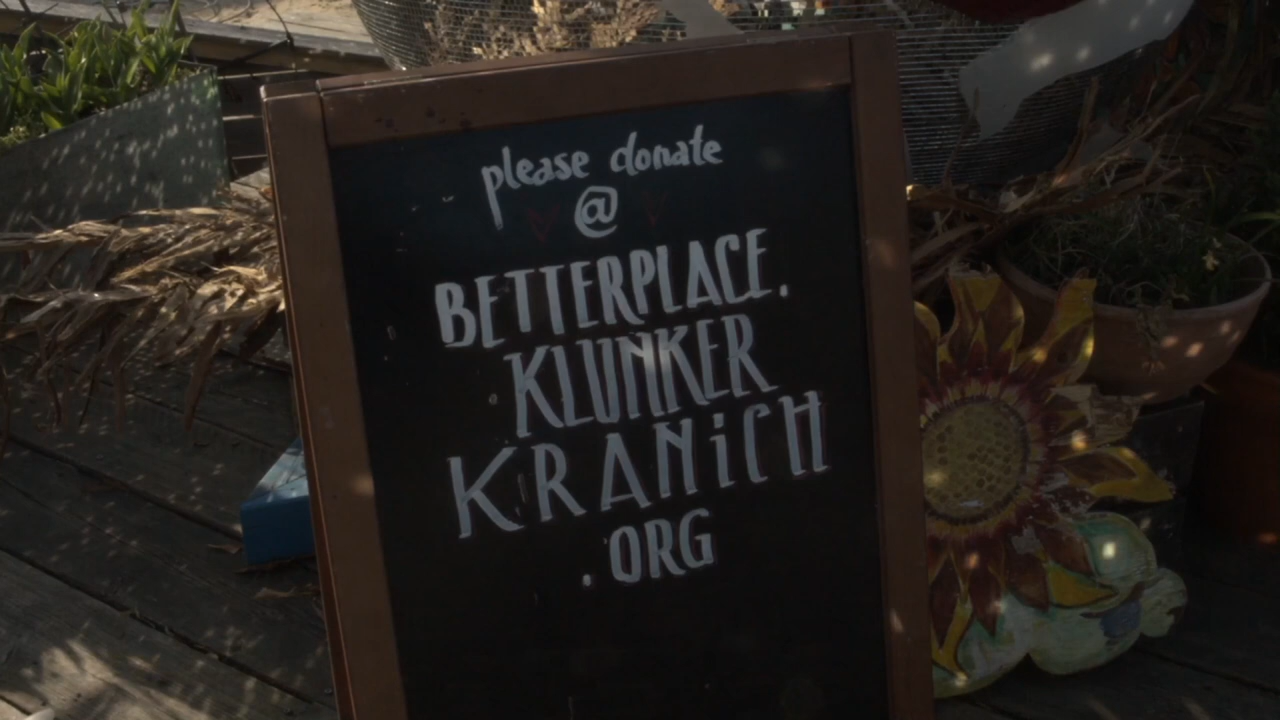 please donate
@
BETTERPLACE.
KLUNKER
KRANiCH
.ORG